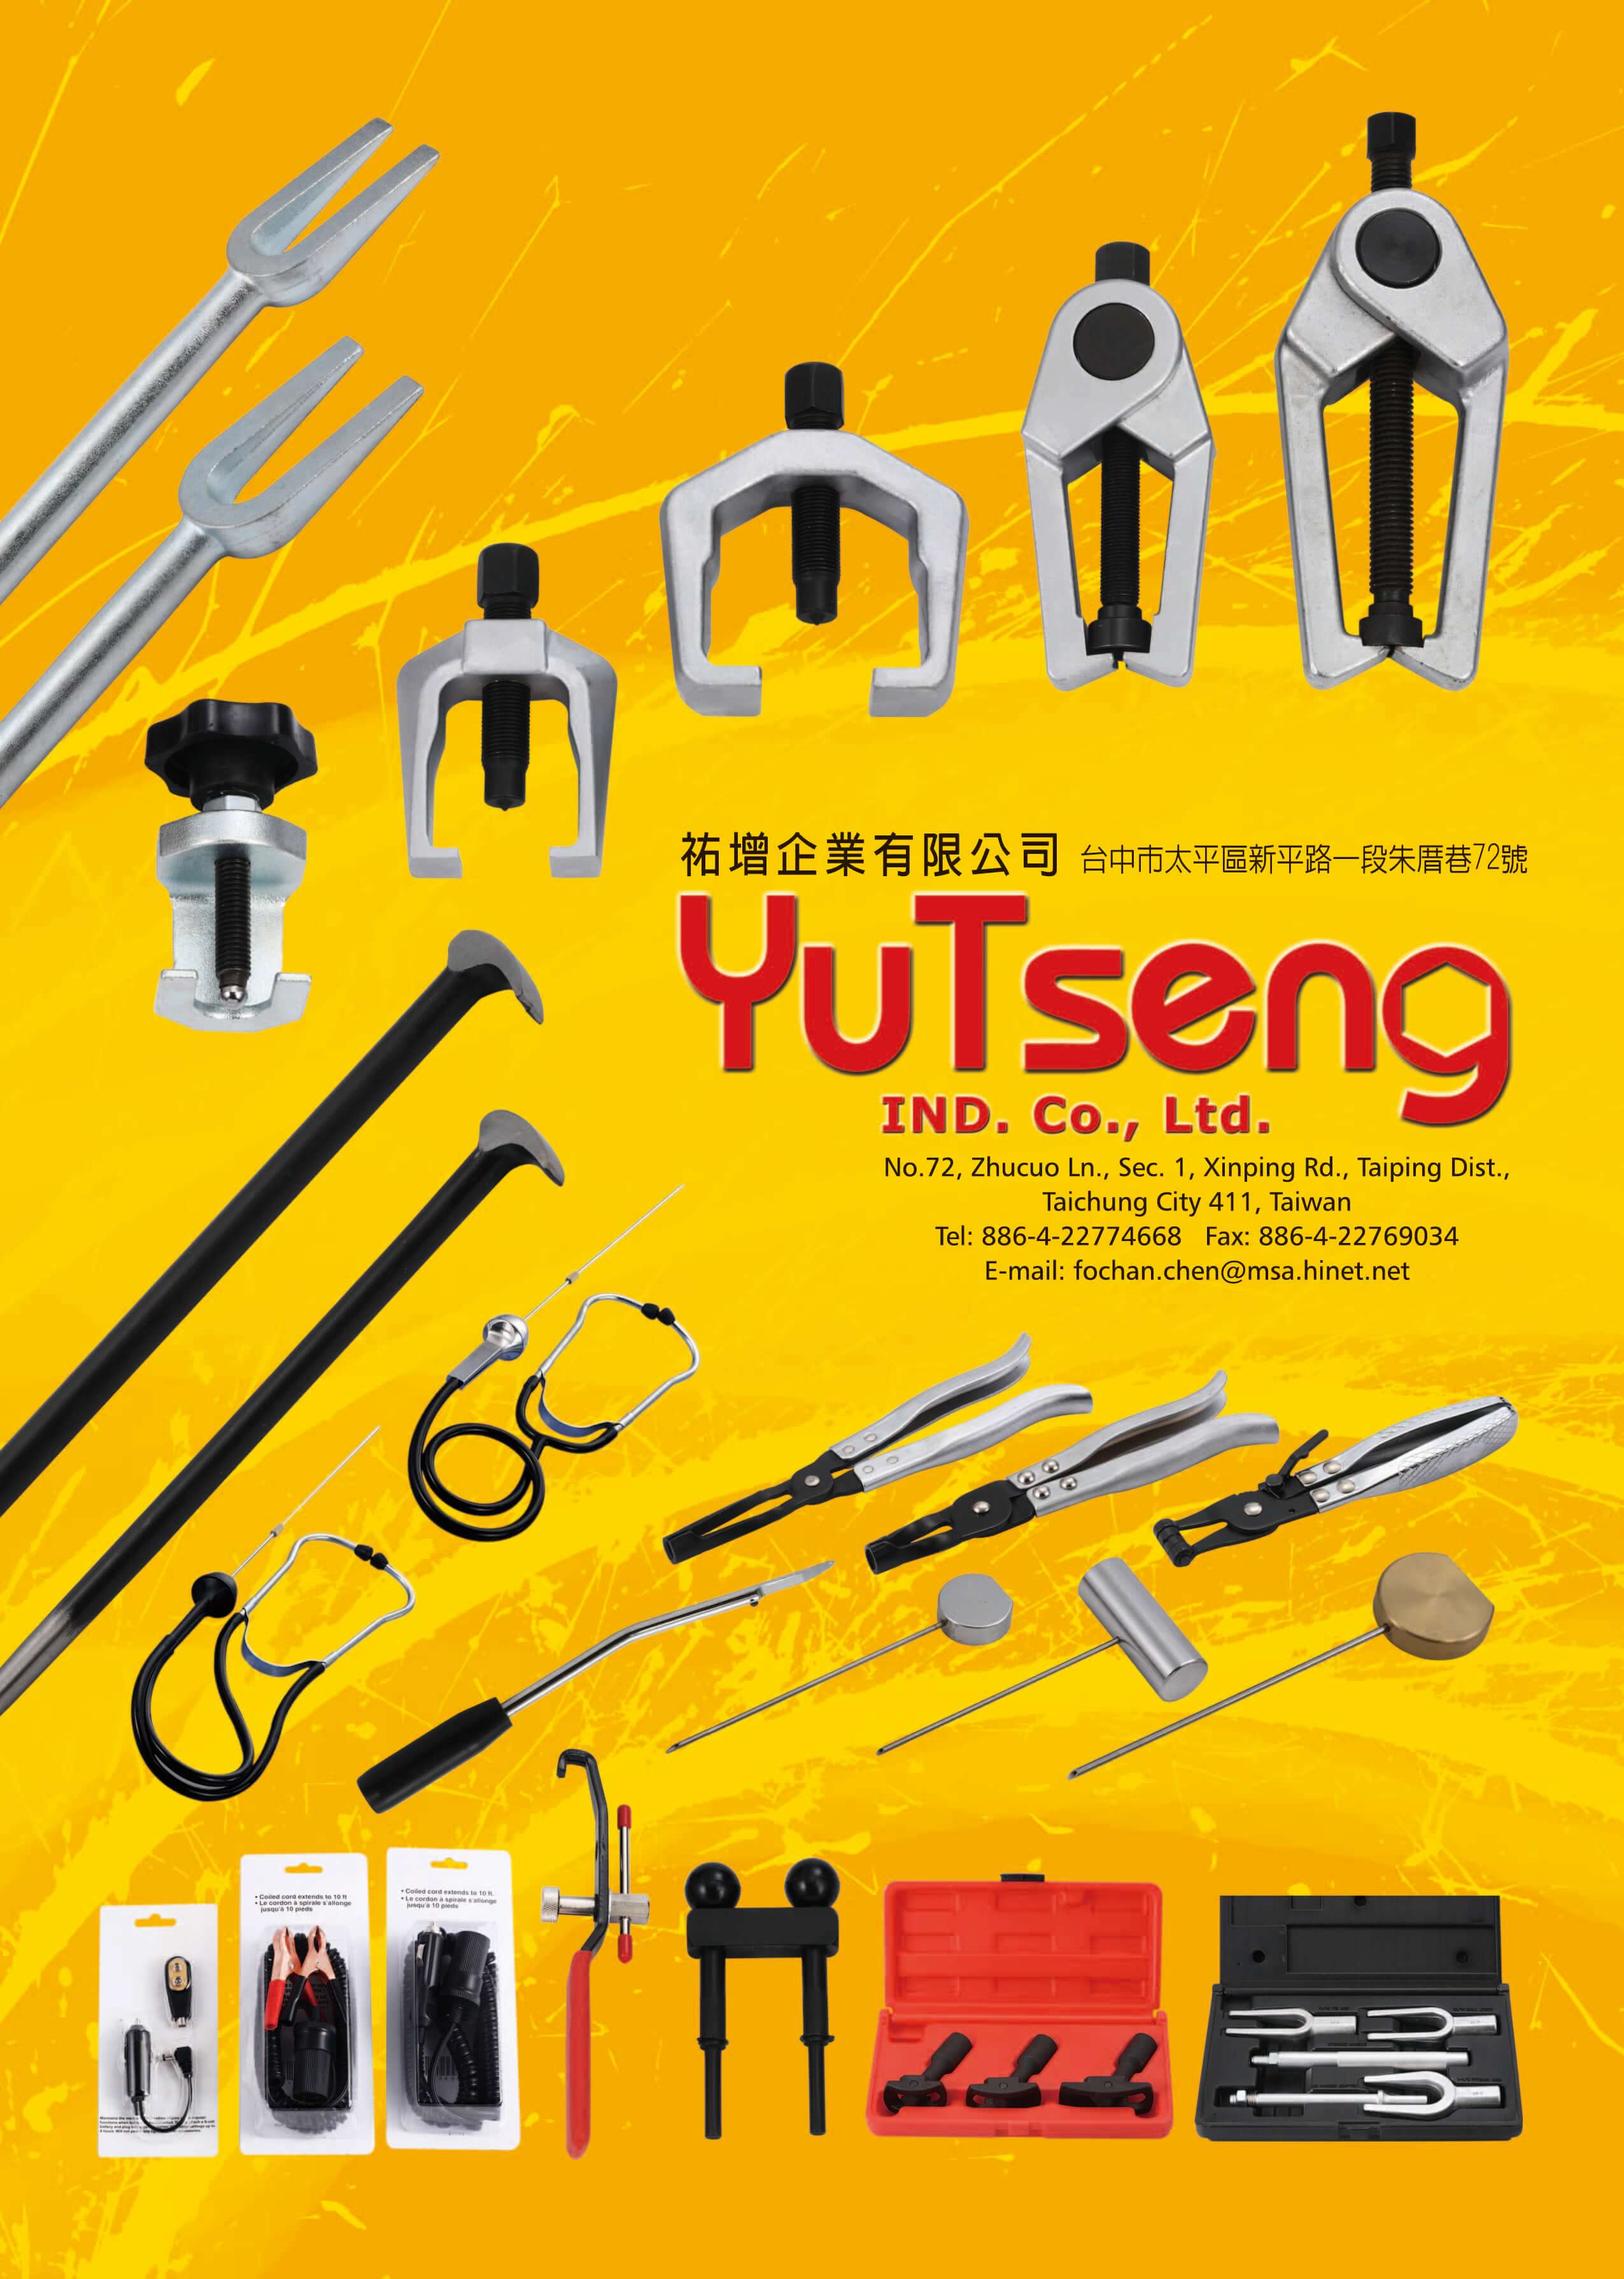 祐增企業有限公司 台中市太平區新平路一段朱厝巷72號
YuTseng
IND. Co., Ltd.
No.72, Zhucuo Ln., Sec. 1, Xinping Rd., Taiping Dist.,
Taichung City 411, Taiwan
Tel: 886-4-22774668 Fax: 886-4-22769034
E-mail: fochan.chen@msa.hinet.net
• Coiled cord extends to 10 ft
• Le cordon à spirale s'allonge
jusqu'à 10 pieds
• Coiled cord extends to 10 ft.
• Le cordon à spirale s'allonge
jusqu'à 10 pieds